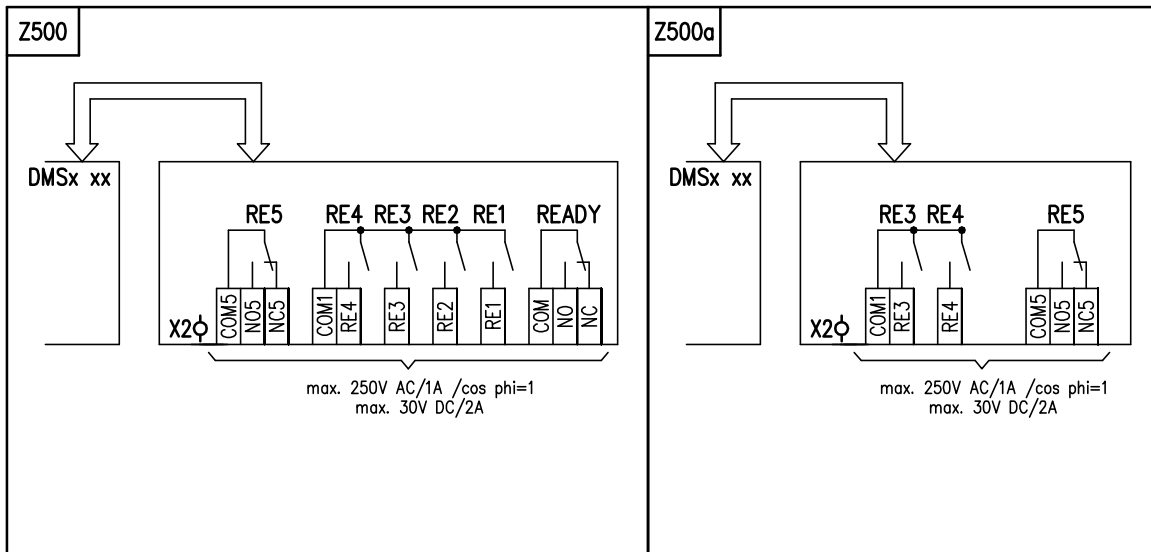 Z500
DMSx xx
RE5 RE4 RE3 RE2 RE1 READY
X2
COM5
NO5
NC5
COM1
RE4
RE3
RE2
RE1
COM
NO
NC
max. 250V AC/1A /cos phi=1
max. 30V DC/2A
Z500a
DMSx xx
RE3 RE4 RE5
X2
COM1
RE3
RE4
COM5
NO5
NC5
max. 250V AC/1A /cos phi=1
max. 30V DC/2A